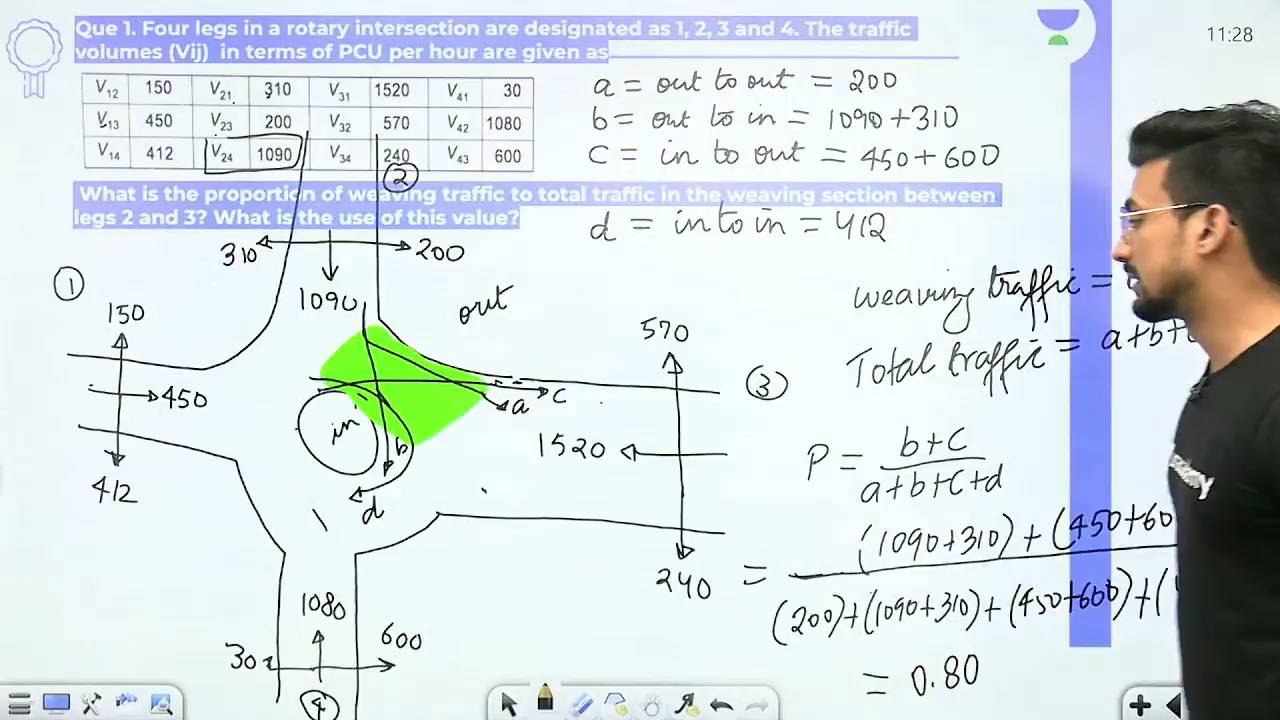 Que 1. Four legs in a rotary intersection are designated as 1, 2, 3 and 4. The traffic
volumes (Vij) in terms of PCU per hour are given as
11:28
V12 150 V21 310 V31 1520 V41 30
V13 450 V23 200 V32 570 V42 1080
V14 412 V24 1090 V34 240 V43 600
a = out to out = 200
b = out to in = 1090+310
c = in to out = 450+600
What is the proportion of weaving traffic to total traffic in the weaving section between
legs 2 and 3? What is the use of this value?
d = in to in = 412
2
310 200
1
1090
out
150
450
412
in
a
c
b
d
570
3
1520
240
1080
30 600
4
weaving traffic =
Total traffic = a+b+
P = b+c
a+b+c+d
= (1090+310)+(450+60
(200)+(1090+310)+(450+600)+(
= 0.80